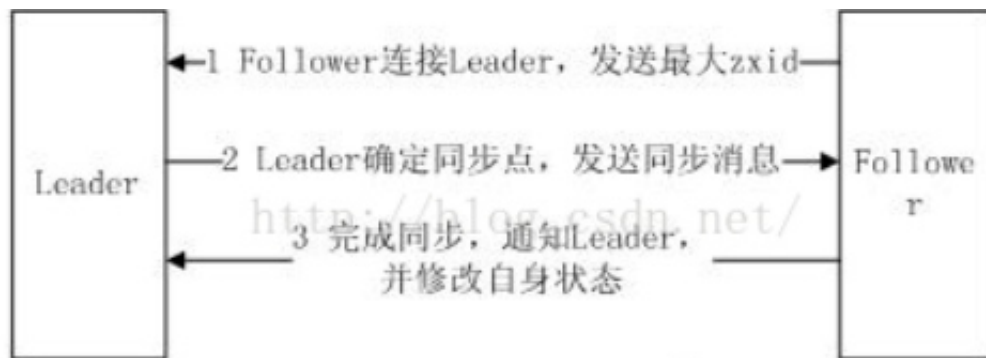 1 Follower连接Leader，发送最大zxid
2 Leader确定同步点，发送同步消息
Leader
Followe
r
http://blog.csdn.net/
3 完成同步，通知Leader，
并修改自身状态